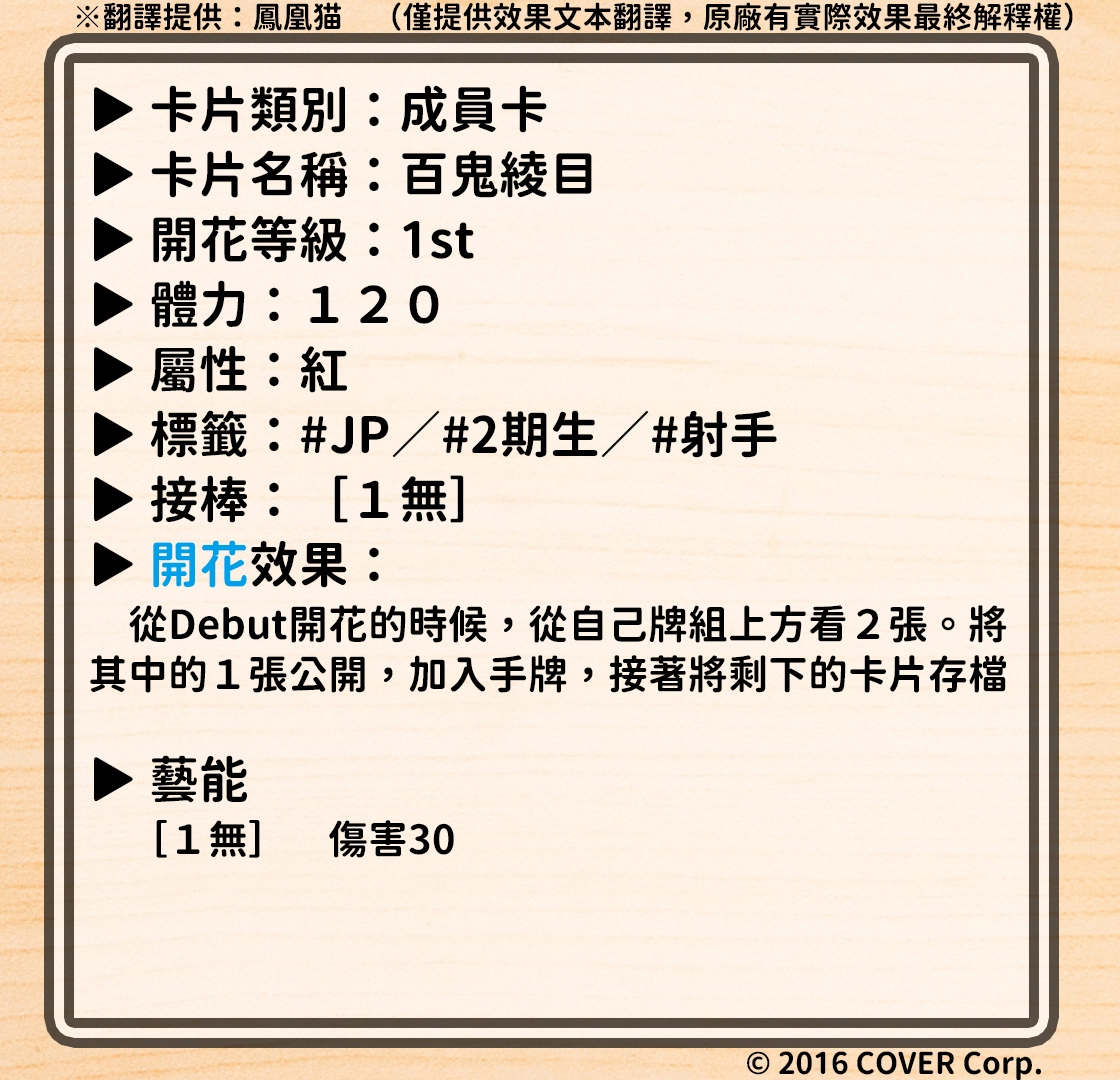 ※翻譯提供：鳳凰猫　（僅提供效果文本翻譯，原廠有實際效果最終解釋權）
▶ 卡片類別：成員卡
▶ 卡片名稱：百鬼綾目
▶ 開花等級：1st
▶ 體力：１２０
▶ 屬性：紅
▶ 標籤：#JP／#2期生／#射手
▶ 接棒：［１無］
▶ 開花效果：
從Debut開花的時候，從自己牌組上方看２張。將
其中的１張公開，加入手牌，接著將剩下的卡片存檔
▶ 藝能
［１無］　傷害30
© 2016 COVER Corp.